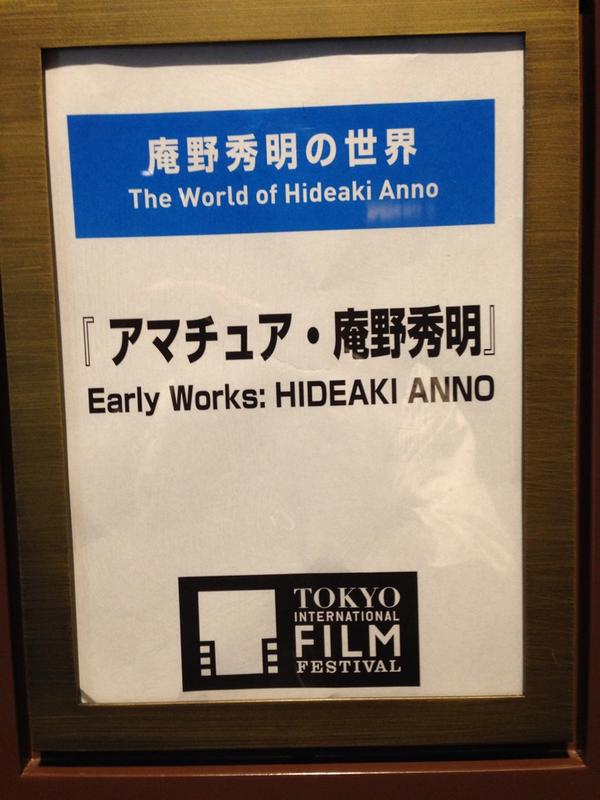 庵野秀明の世界
The World of Hideaki Anno
『アマチュア・庵野秀明』
Early Works: HIDEAKI ANNO
TOKYO
INTERNATIONAL
FILM
FESTIVAL